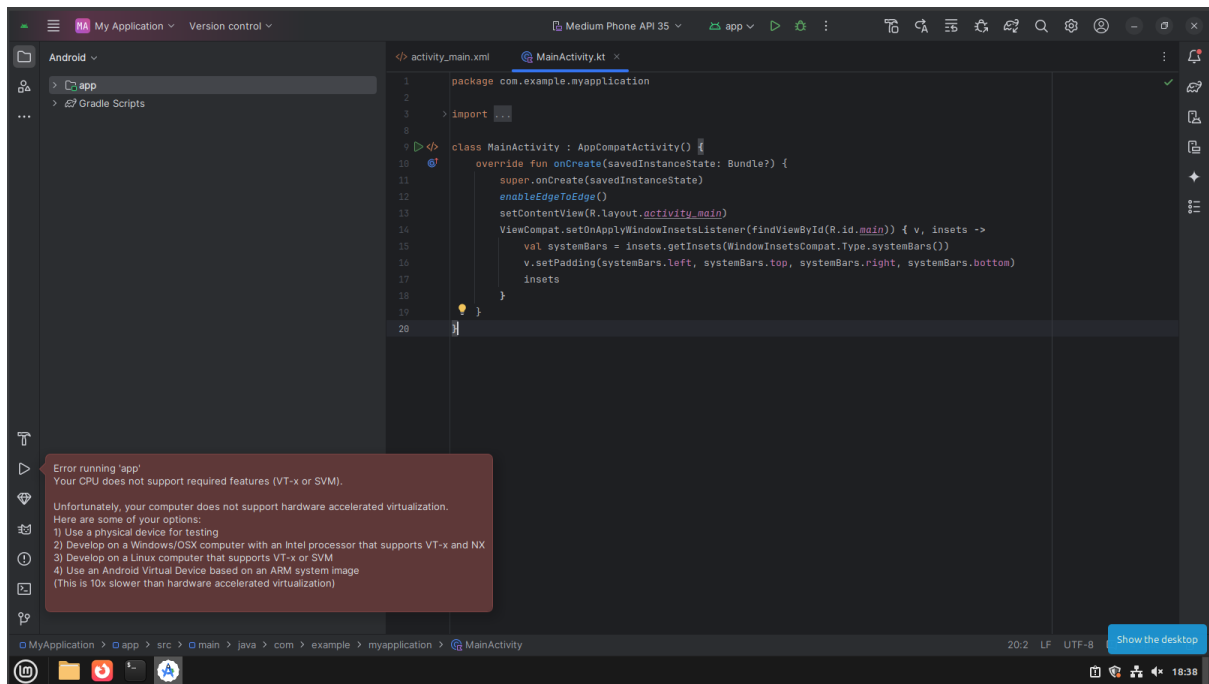 MA My Application Version control Medium Phone API 35 app
Android
app
Gradle Scripts
activity_main.xml MainActivity.kt
1 package com.example.myapplication
2
3 import ...
8
9 class MainActivity : AppCompatActivity() {
10 override fun onCreate(savedInstanceState: Bundle?) {
11 super.onCreate(savedInstanceState)
12 enableEdgeToEdge()
13 setContentView(R.layout.activity_main)
14 ViewCompat.setOnApplyWindowInsetsListener(findViewById(R.id.main)) { v, insets ->
15 val systemBars = insets.getInsets(WindowInsetsCompat.Type.systemBars())
16 v.setPadding(systemBars.left, systemBars.top, systemBars.right, systemBars.bottom)
17 insets
18 }
19 }
20 }
Error running 'app'
Your CPU does not support required features (VT-x or SVM).
Unfortunately, your computer does not support hardware accelerated virtualization.
Here are some of your options:
1) Use a physical device for testing
2) Develop on a Windows/OSX computer with an Intel processor that supports VT-x and NX
3) Develop on a Linux computer that supports VT-x or SVM
4) Use an Android Virtual Device based on an ARM system image
(This is 10x slower than hardware accelerated virtualization)
MyApplication > app > src > main > java > com > example > myapplication > MainActivity
20:2 LF UTF-8
Show the desktop
18:38